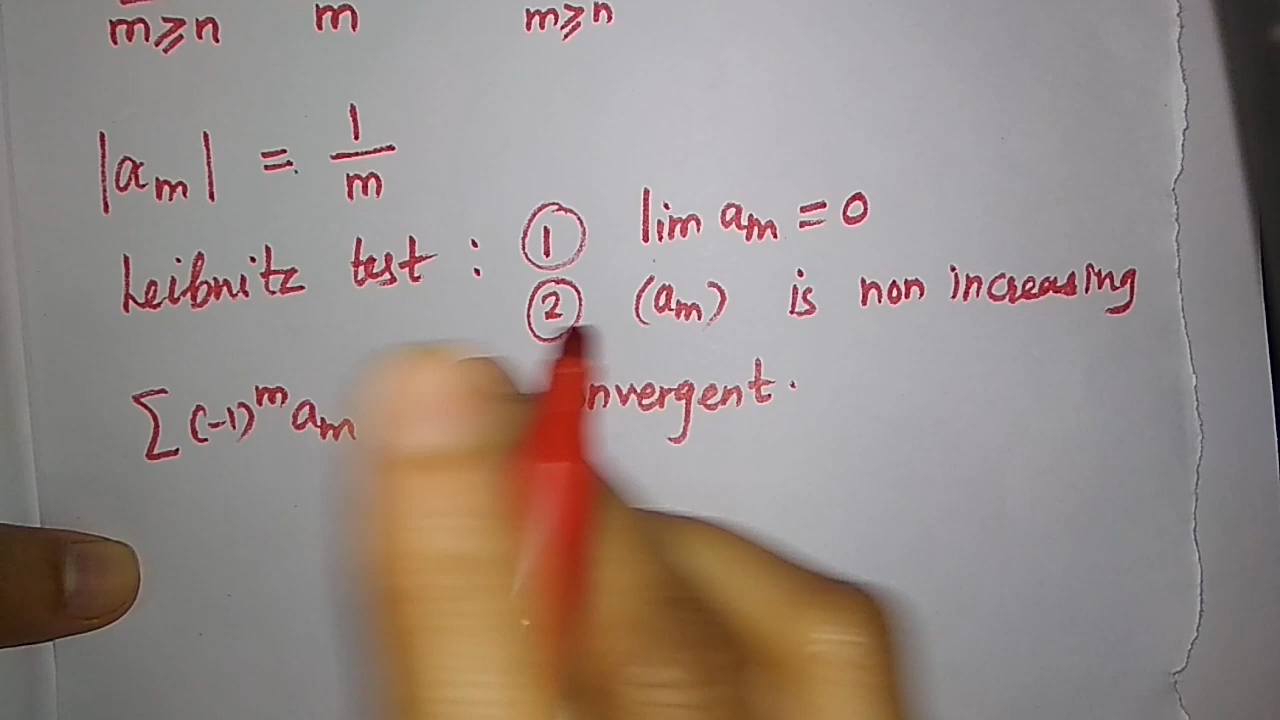 m≥n m m≥n
|aₘ| = 1/m
Leibnitz test : ① lim aₘ = 0
② (aₘ) is non increasing
∑(-1)ᵐ aₘ nvergent.